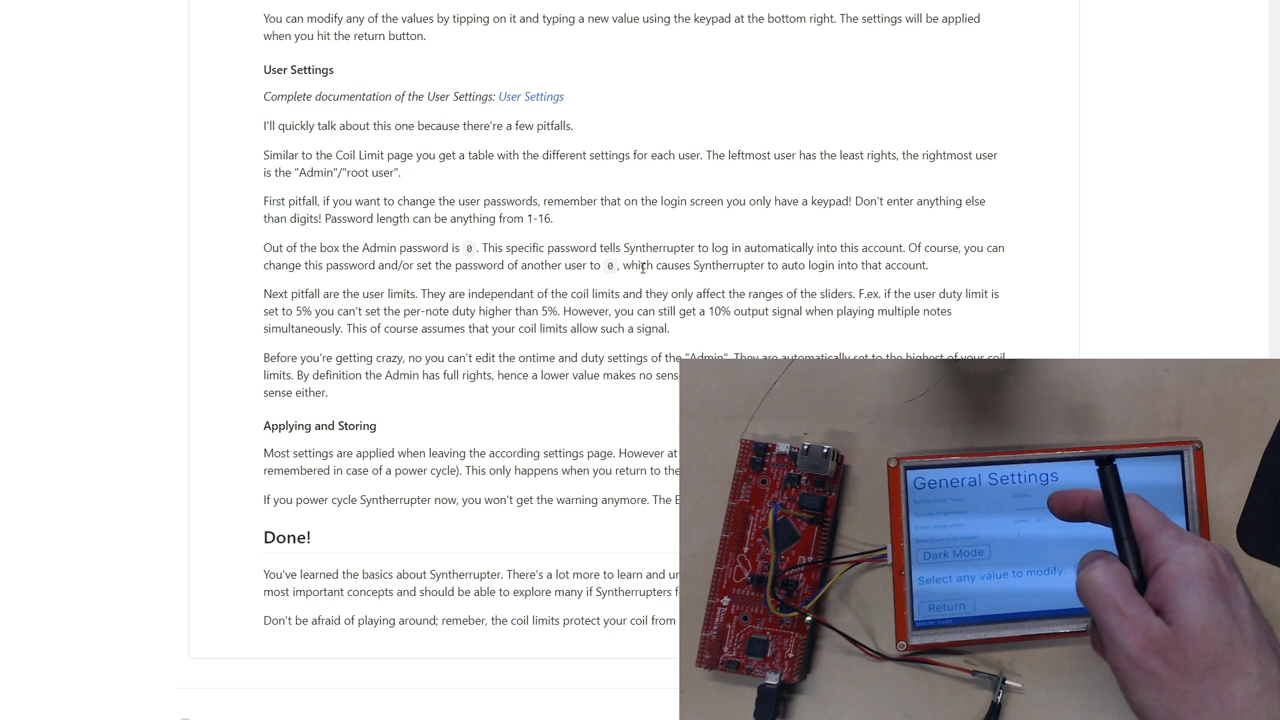 You can modify any of the values by tipping on it and typing a new value using the keypad at the bottom right. The settings will be applied
when you hit the return button.
User Settings
Complete documentation of the User Settings: User Settings
I'll quickly talk about this one because there're a few pitfalls.
Similar to the Coil Limit page you get a table with the different settings for each user. The leftmost user has the least rights, the rightmost user
is the "Admin"/"root user".
First pitfall, if you want to change the user passwords, remember that on the login screen you only have a keypad! Don't enter anything else
than digits! Password length can be anything from 1-16.
Out of the box the Admin password is 0. This specific password tells Syntherrupter to log in automatically into this account. Of course, you can
change this password and/or set the password of another user to 0, which causes Syntherrupter to auto login into that account.
Next pitfall are the user limits. They are independant of the coil limits and they only affect the ranges of the sliders. F.ex. if the user duty limit is
set to 5% you can't set the per-note duty higher than 5%. However, you can still get a 10% output signal when playing multiple notes
simultaneously. This of course assumes that your coil limits allow such a signal.
Before you're getting crazy, no you can't edit the ontime and duty settings of the "Admin". They are automatically set to the highest of your coil
limits. By definition the Admin has full rights, hence a lower value makes no sens
sense either.
Applying and Storing
Most settings are applied when leaving the according settings page. However at
remembered in case of a power cycle). This only happens when you return to the
If you power cycle Syntherrupter now, you won't get the warning anymore. The E
Done!
You've learned the basics about Syntherrupter. There's a lot more to learn and un
most important concepts and should be able to explore many if Syntherrupters f
Don't be afraid of playing around; remeber, the coil limits protect your coil from
General Settings
Dark Mode
Select any value to modify.
Return